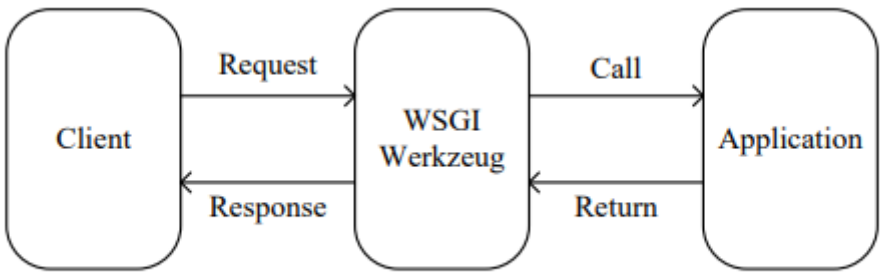 Request
Call
Client
WSGI
Werkzeug
Application
Response
Return